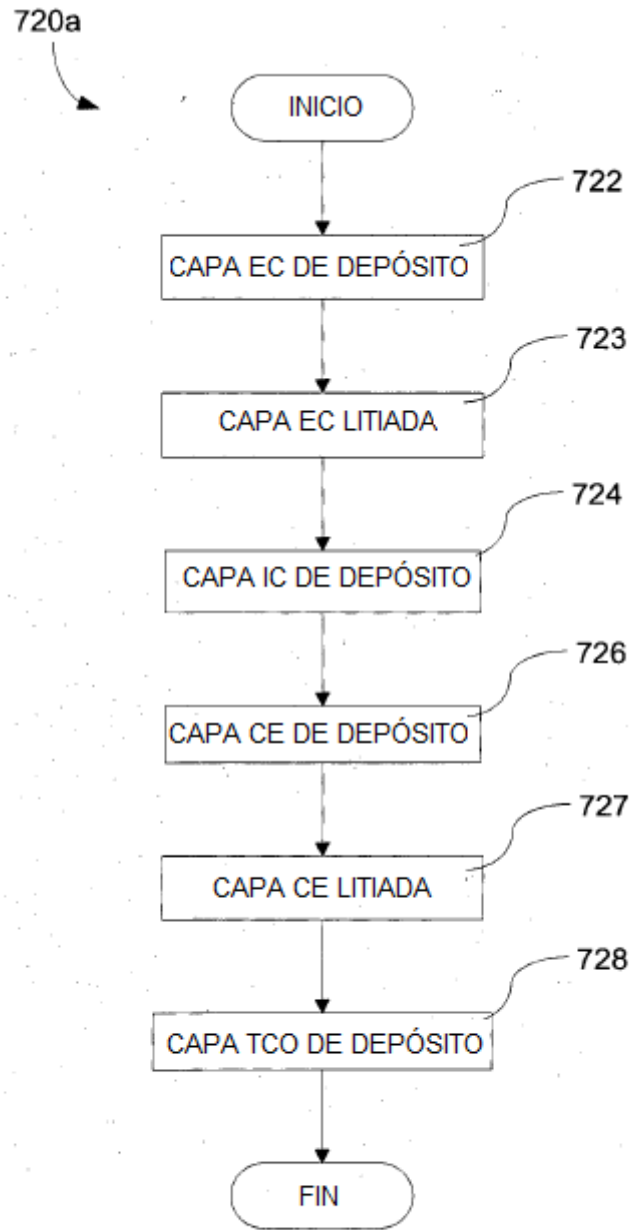 720a
INICIO
722
CAPA EC DE DEPÓSITO
723
CAPA EC LITIADA
724
CAPA IC DE DEPÓSITO
726
CAPA CE DE DEPÓSITO
727
CAPA CE LITIADA
728
CAPA TCO DE DEPÓSITO
FIN